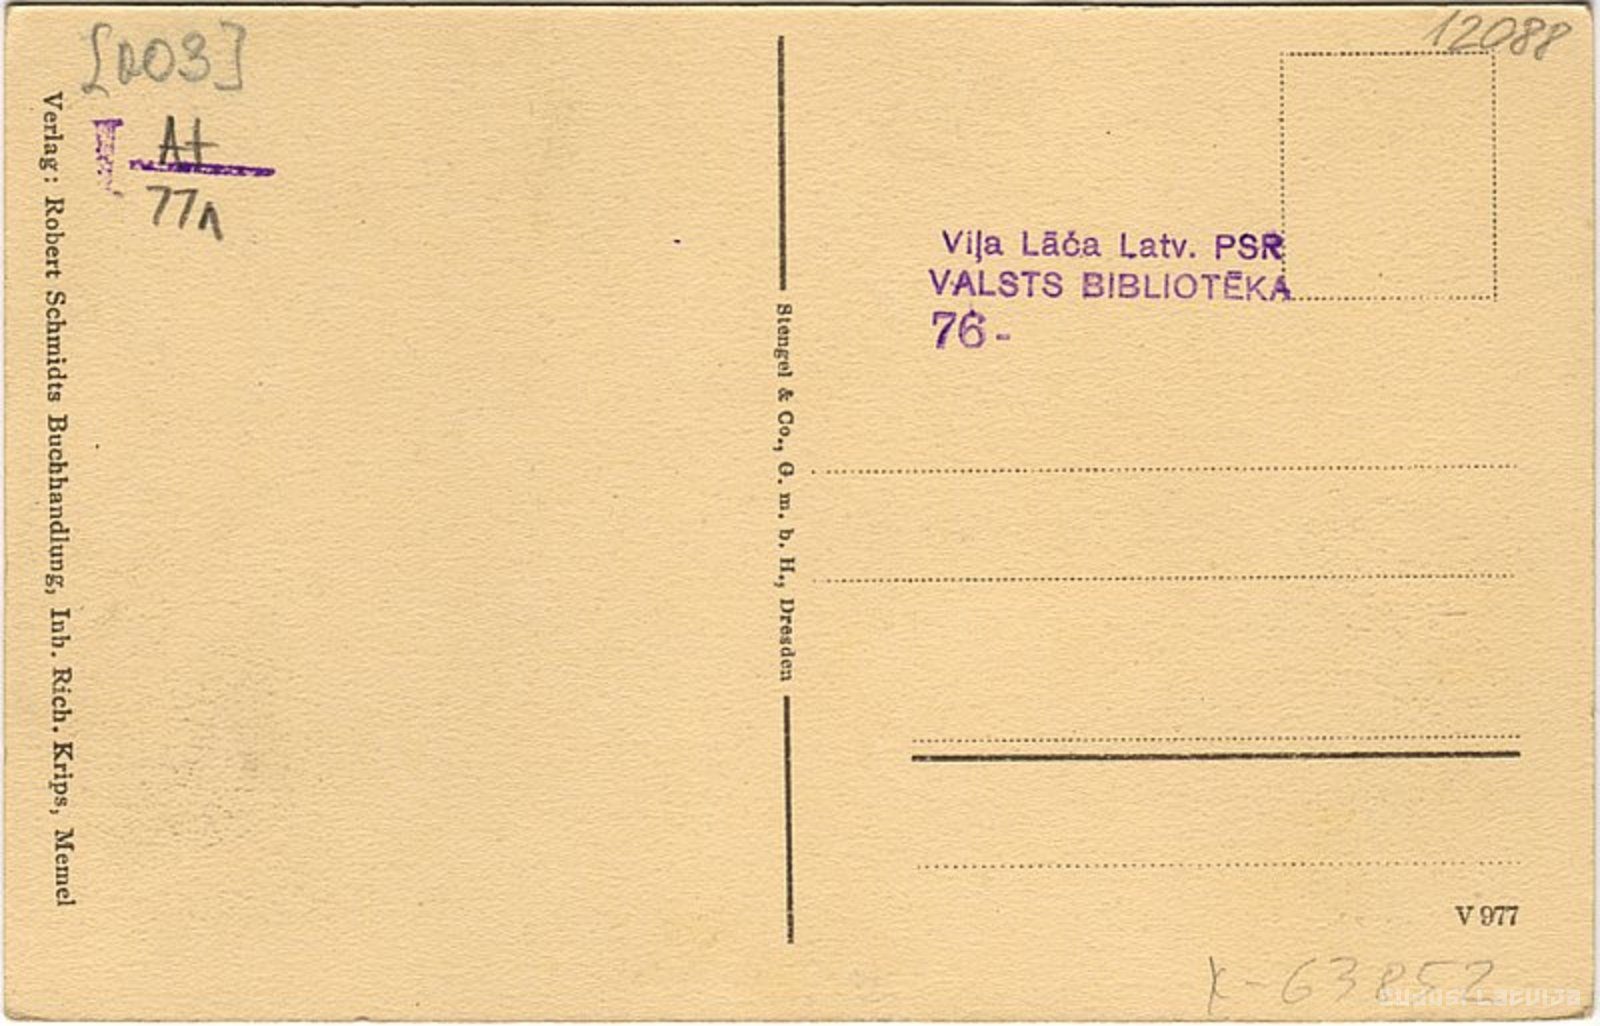 12088
[003]
A+
77A
Verlag: Robert Schmidts Buchhandlung, Inh. Rich. Krips, Memel
Stengel & Co., G. m. b. H., Dresden
Viļa Lāča Latv. PSR
VALSTS BIBLIOTĒKA
76-
V 977
K-63852